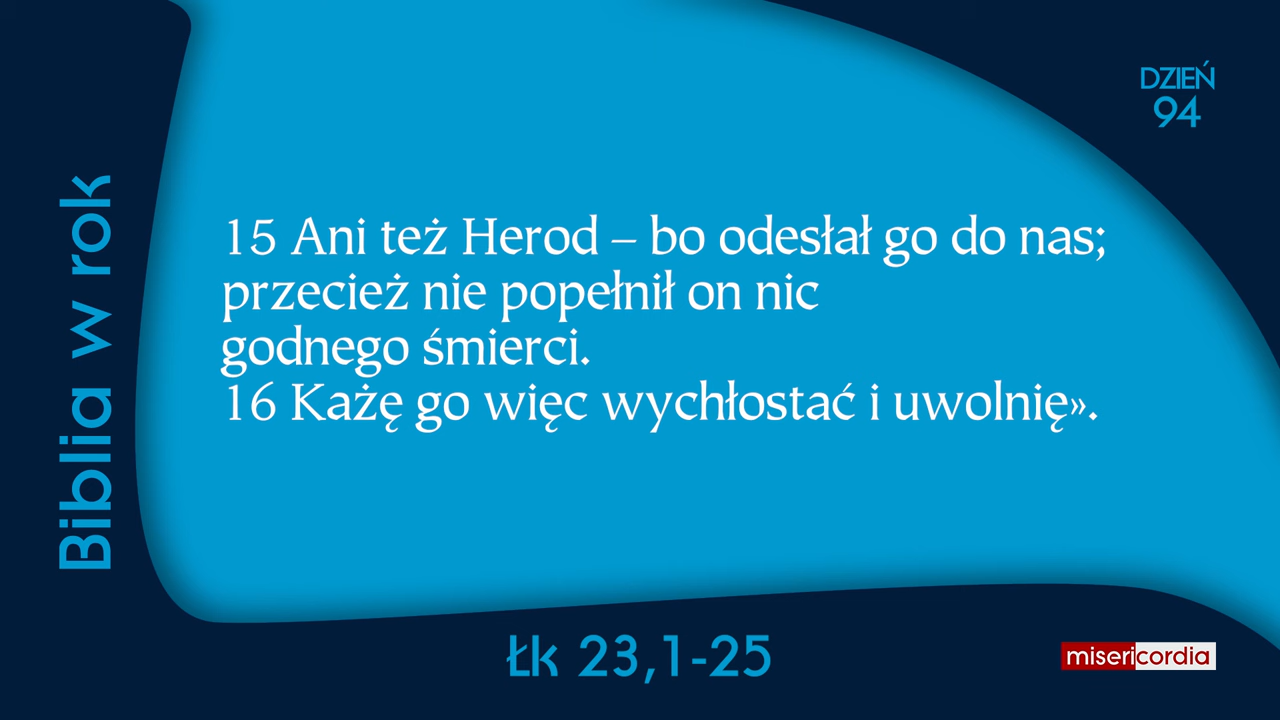 DZIEŃ
94
Biblia w rok
15 Ani też Herod – bo odesłał go do nas;
przecież nie popełnił on nic
godnego śmierci.
16 Każę go więc wychłostać i uwolnię».
Łk 23,1-25
misericordia